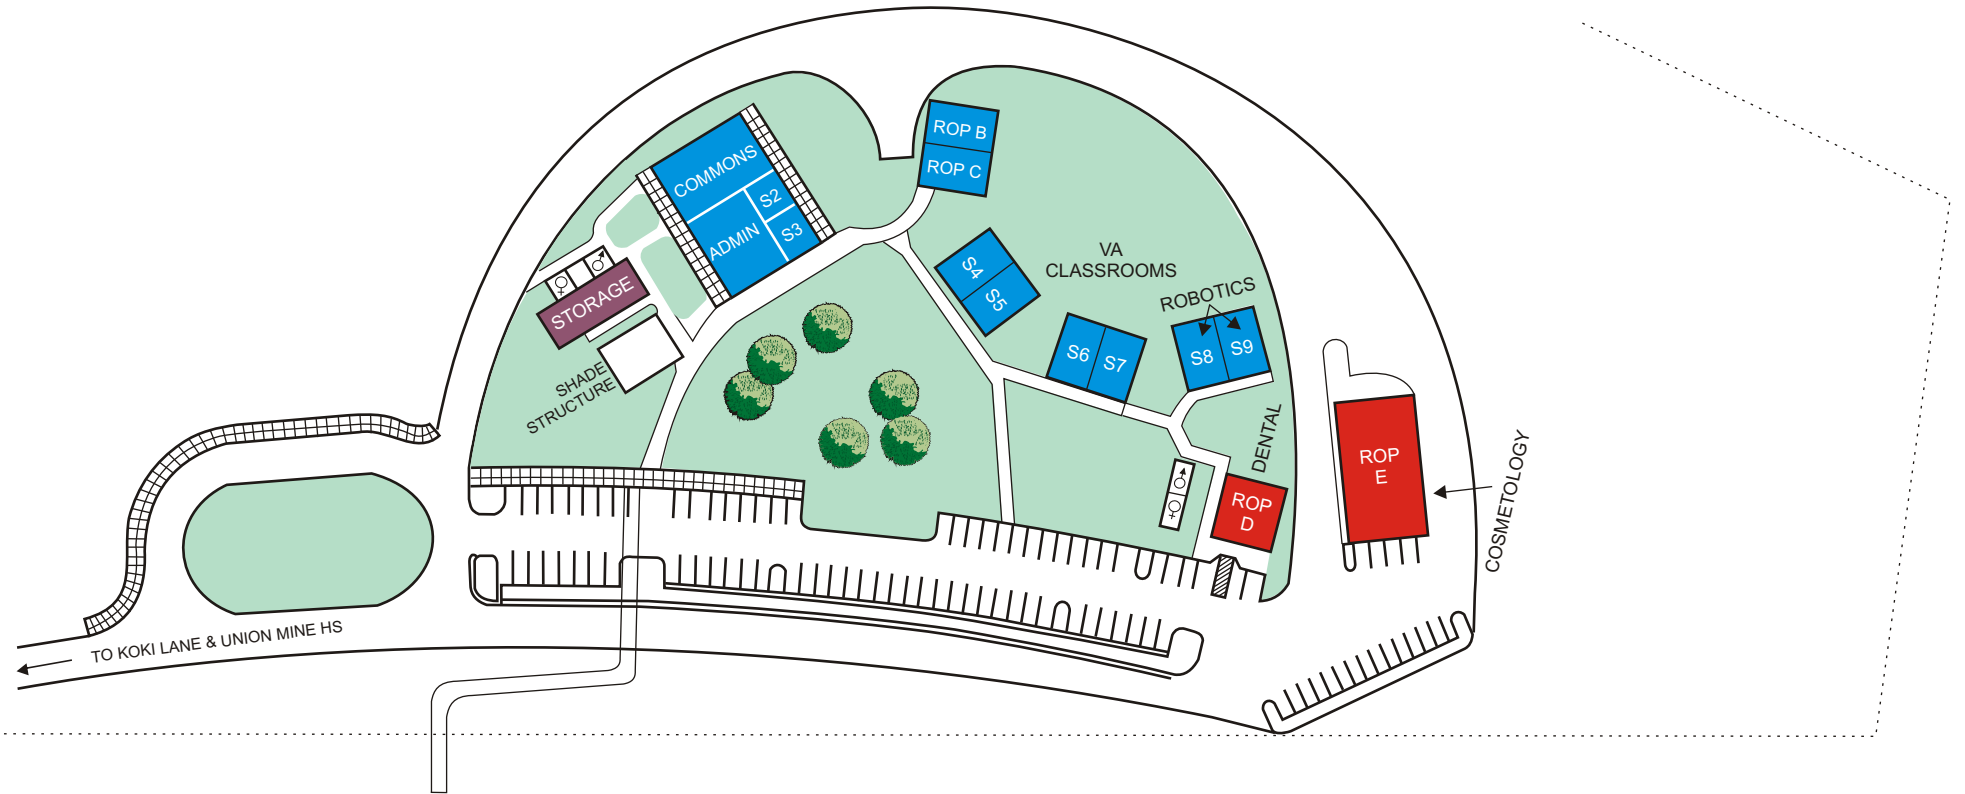 ROP B
ROP C
COMMONS
S2
ADMIN
S3
STORAGE
SHADE
STRUCTURE
S4
S5
VA
CLASSROOMS
S6
S7
ROBOTICS
S8
S9
DENTAL
ROP
D
ROP
E
COSMETOLOGY
TO KOKI LANE & UNION MINE HS